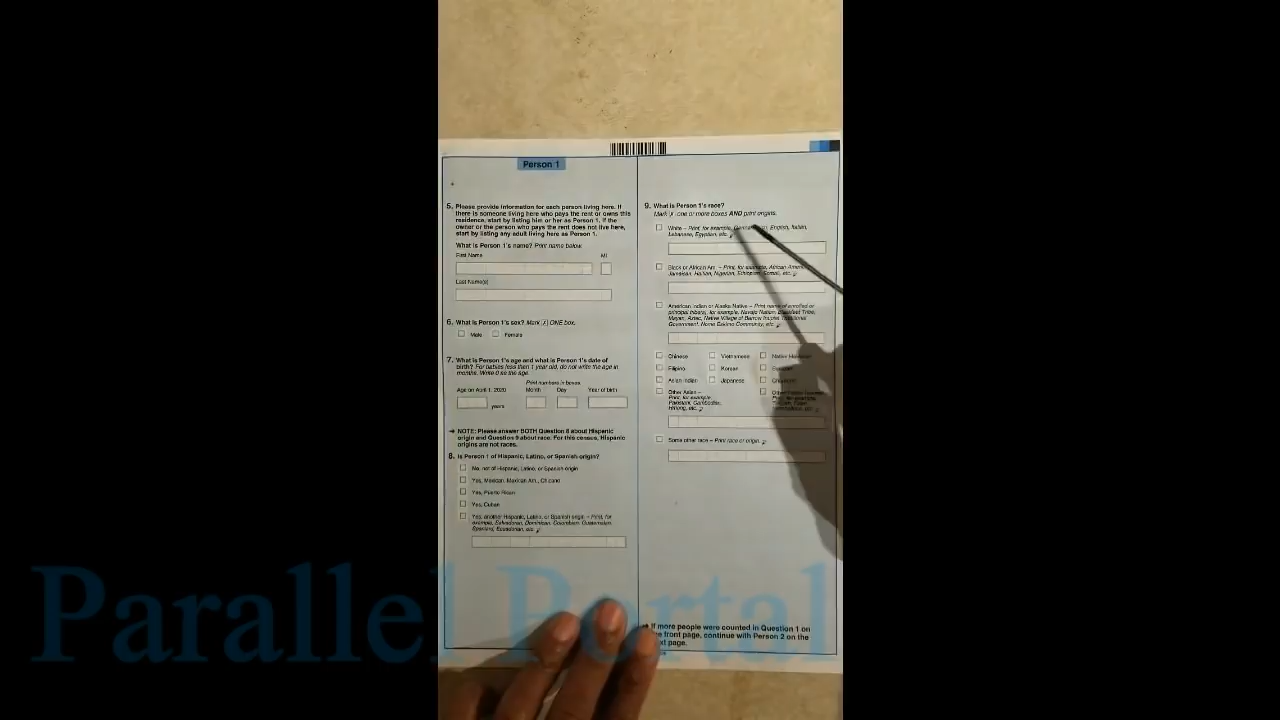 Person 1
5. Please provide information for each person living here. If
there is someone living here who pays the rent or owns this
residence, start by listing him or her as Person 1. If the
owner or the person who pays the rent does not live here,
start by listing any adult living here as Person 1.
What is Person 1's name? Print name below.
First Name MI
Last Name(s)
6. What is Person 1's sex? Mark X ONE box.
Male Female
7. What is Person 1's age and what is Person 1's date of
birth? For babies less than 1 year old, do not write the age in
months. Write 0 as the age.
Print numbers in boxes.
Age on April 1, 2020 Month Day Year of birth
years
→ NOTE: Please answer BOTH Question 8 about Hispanic
origin and Question 9 about race. For this census, Hispanic
origins are not races.
8. Is Person 1 of Hispanic, Latino, or Spanish origin?
No, not of Hispanic, Latino, or Spanish origin
Yes, Mexican, Mexican Am., Chicano
Yes, Puerto Rican
Yes, Cuban
Yes, another Hispanic, Latino, or Spanish origin – Print, for
example, Salvadoran, Dominican, Colombian, Guatemalan,
Spaniard, Ecuadorian, etc.
9. What is Person 1's race?
Mark X one or more boxes AND print origins.
White – Print, for example, English, Italian,
Lebanese, Egyptian, etc.
Black or African Am. – Print, for example, African
Jamaican, Haitian, Nigerian, Ethiopian, Somali, etc.
American Indian or Alaska Native – Print name of enrolled or
principal tribe(s), for example, Navajo Nation, Blackfeet Tribe,
Mayan, Aztec, Native Village of Barrow Inupiat Traditional
Government, Nome Eskimo Community, etc.
Chinese Vietnamese Native
Filipino Korean
Asian Indian Japanese
Other Asian –
Print, for example,
Pakistani, Cambodian,
Hmong, etc.
Other Pacific Islander
Print, for example,
Some other race – Print race or origin.
→ If more people were counted in Question 1 on
front page, continue with Person 2 on the
page.
Parallel Portal